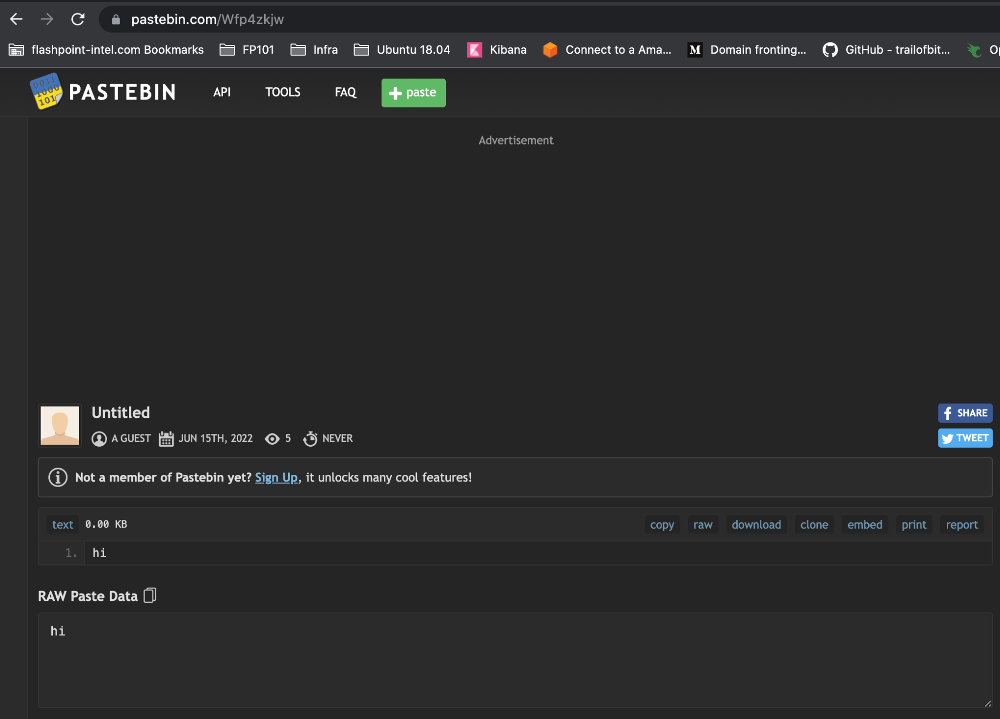 pastebin.com/Wfp4zkjw
flashpoint-intel.com Bookmarks FP101 Infra Ubuntu 18.04 Kibana Connect to a Ama... M Domain fronting... GitHub - trailofbit...
0011 1000 101 PASTEBIN API TOOLS FAQ + paste
Advertisement
Untitled
SHARE
A GUEST JUN 15TH, 2022 5 NEVER
TWEET
Not a member of Pastebin yet? Sign Up, it unlocks many cool features!
text 0.00 KB copy raw download clone embed print report
1. hi
RAW Paste Data
hi